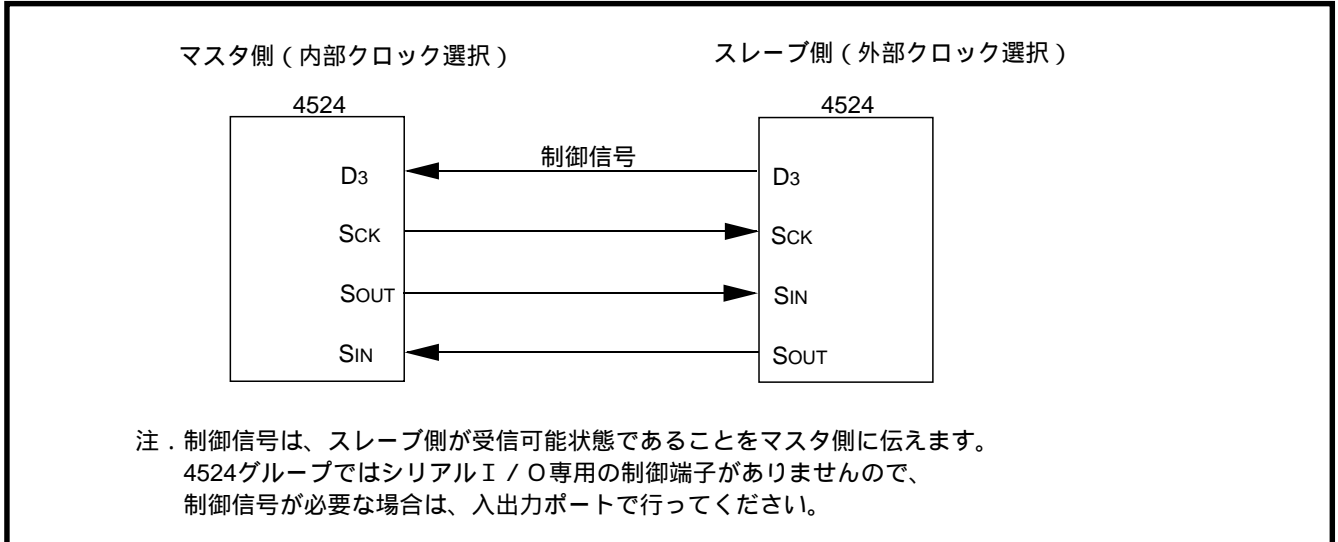 マスタ側（内部クロック選択）
スレーブ側（外部クロック選択）
4524
4524
制御信号
D3
D3
SCK
SCK
SOUT
SIN
SIN
SOUT
注．制御信号は、スレーブ側が受信可能状態であることをマスタ側に伝えます。
4524グループではシリアルＩ／Ｏ専用の制御端子がありませんので、
制御信号が必要な場合は、入出力ポートで行ってください。